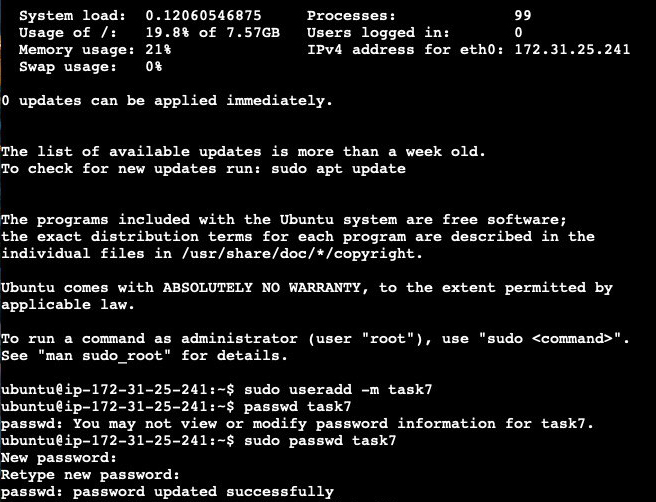 System load:  0.12060546875      Processes:             99
Usage of /:   19.8% of 7.57GB   Users logged in:       0
Memory usage: 21%                IPv4 address for eth0: 172.31.25.241
Swap usage:   0%
0 updates can be applied immediately.
The list of available updates is more than a week old.
To check for new updates run: sudo apt update
The programs included with the Ubuntu system are free software;
the exact distribution terms for each program are described in the
individual files in /usr/share/doc/*/copyright.
Ubuntu comes with ABSOLUTELY NO WARRANTY, to the extent permitted by
applicable law.
To run a command as administrator (user "root"), use "sudo <command>".
See "man sudo_root" for details.
ubuntu@ip-172-31-25-241:~$ sudo useradd -m task7
ubuntu@ip-172-31-25-241:~$ passwd task7
passwd: You may not view or modify password information for task7.
ubuntu@ip-172-31-25-241:~$ sudo passwd task7
New password:
Retype new password:
passwd: password updated successfully